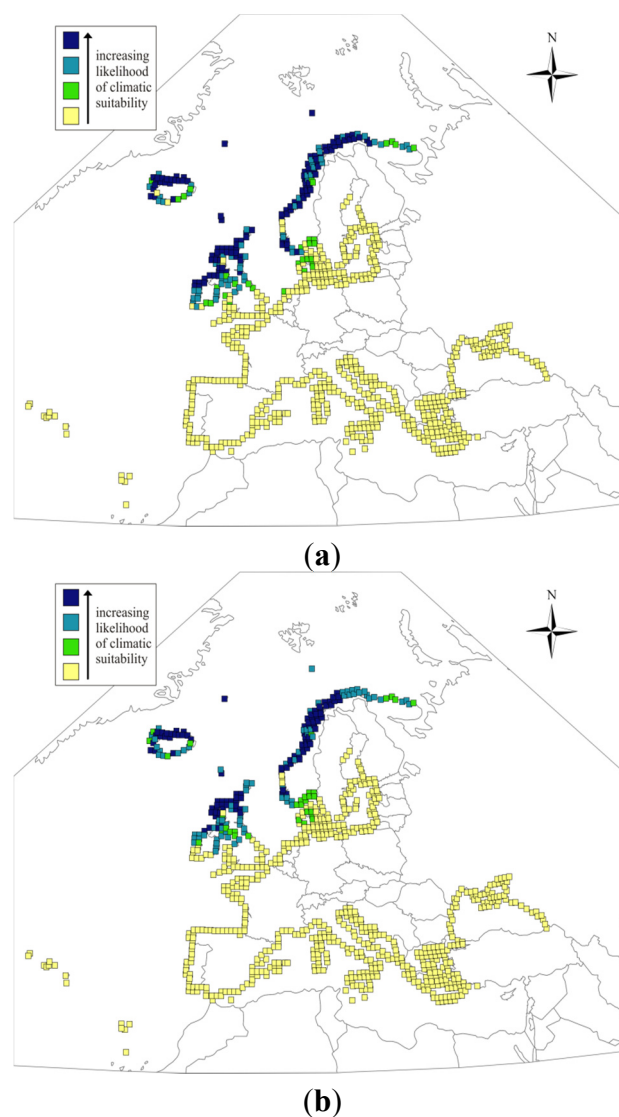 increasing
likelihood
of climatic
suitability
N
(a)
increasing
likelihood
of climatic
suitability
N
(b)